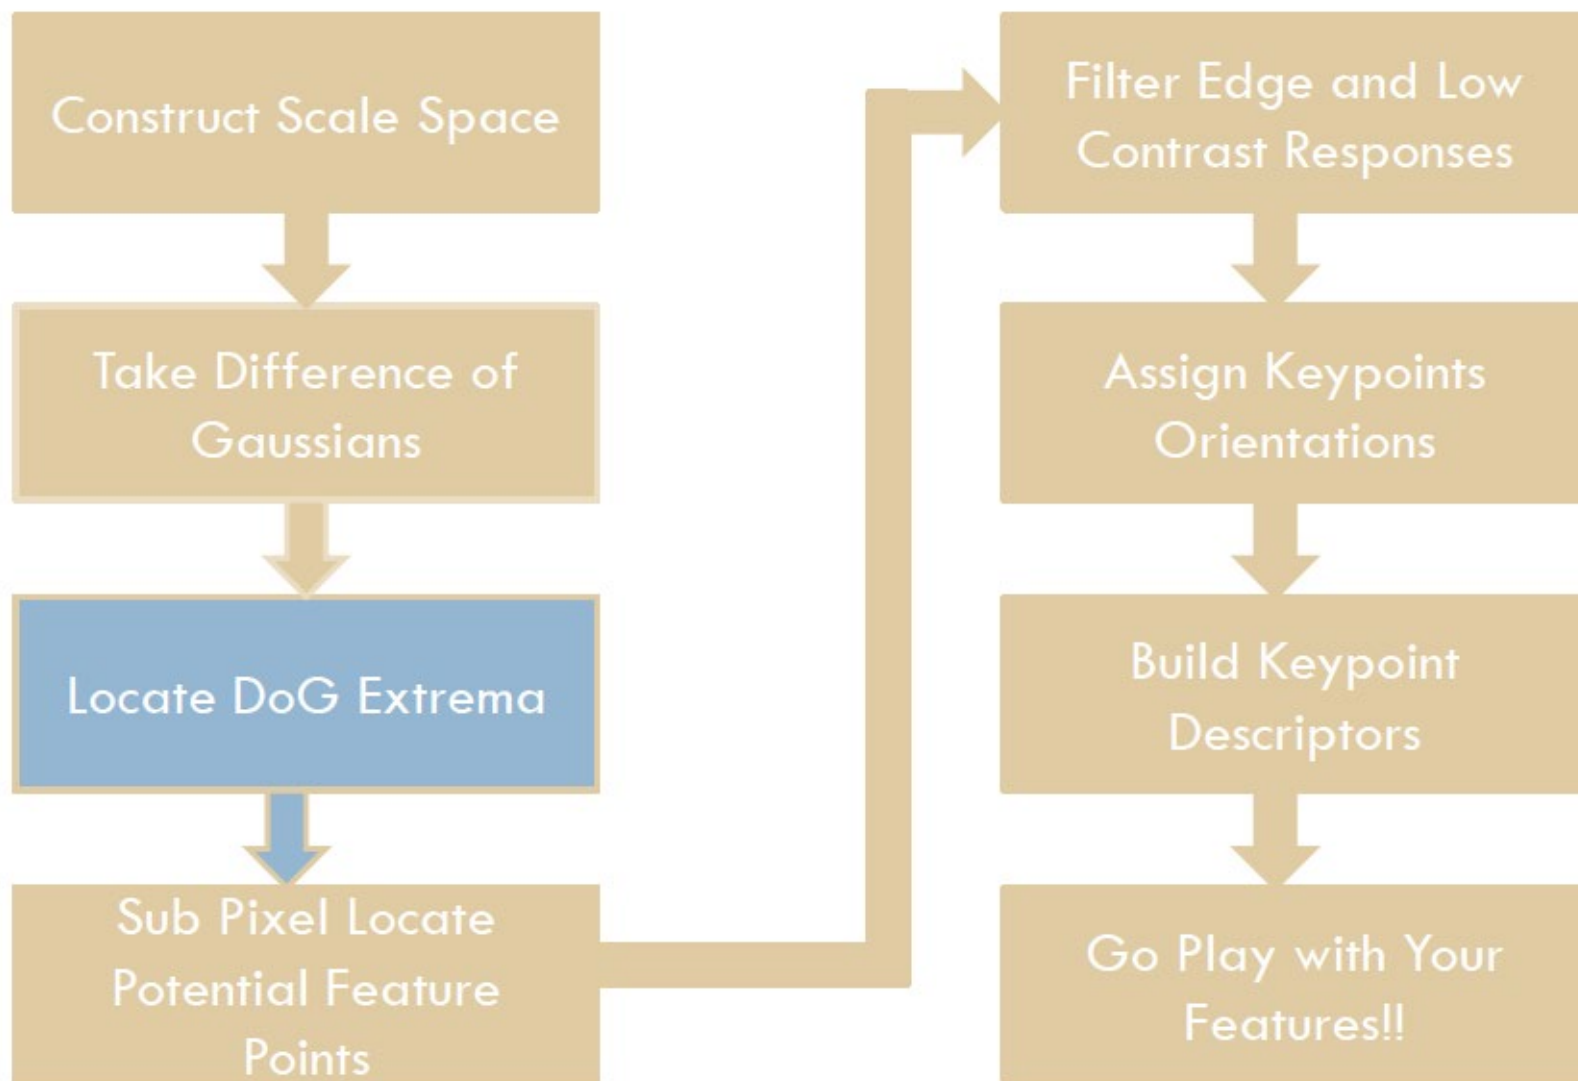 Construct Scale Space
Take Difference of
Gaussians
Locate DoG Extrema
Sub Pixel Locate
Potential Feature
Points
Filter Edge and Low
Contrast Responses
Assign Keypoints
Orientations
Build Keypoint
Descriptors
Go Play with Your
Features!!